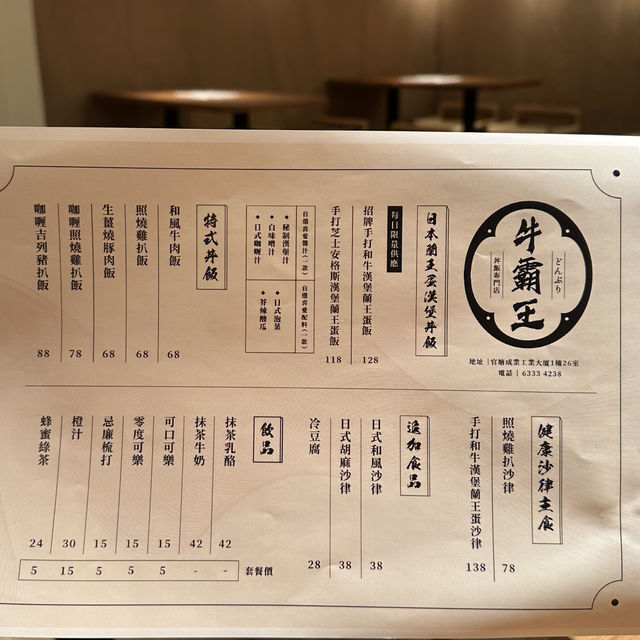 牛霸王
どんぶり
丼飯專門店
地址｜官塘成業工業大廈1樓26室
電話｜6333 4238
日本蘭王蛋漢堡丼飯
每日限量供應
招牌手打和牛漢堡蘭王蛋飯 128
手打芝士安格斯漢堡蘭王蛋飯 118
自選喜愛醬汁(一款)
◆ 秘制漢堡汁
◆ 白味噌汁
◆ 日式咖喱汁
自選喜愛配料(一款)
◆ 日式泡菜
◆ 芥辣酸瓜
特式丼飯
和風牛肉飯 68
照燒雞扒飯 68
生薑燒豚肉飯 68
咖喱照燒雞扒飯 78
咖喱吉列豬扒飯 88
健康沙律主食
照燒雞扒沙律 78
手打和牛漢堡蘭王蛋沙律 138
追加食品
日式和風沙律 38
日式胡麻沙律 38
冷豆腐 28
飲品
抹茶乳酪 42
抹茶牛奶 42
可口可樂 15
零度可樂 15
忌廉梳打 15
橙汁 30
蜂蜜綠茶 24
5 15 5 5 5 - - 套餐價